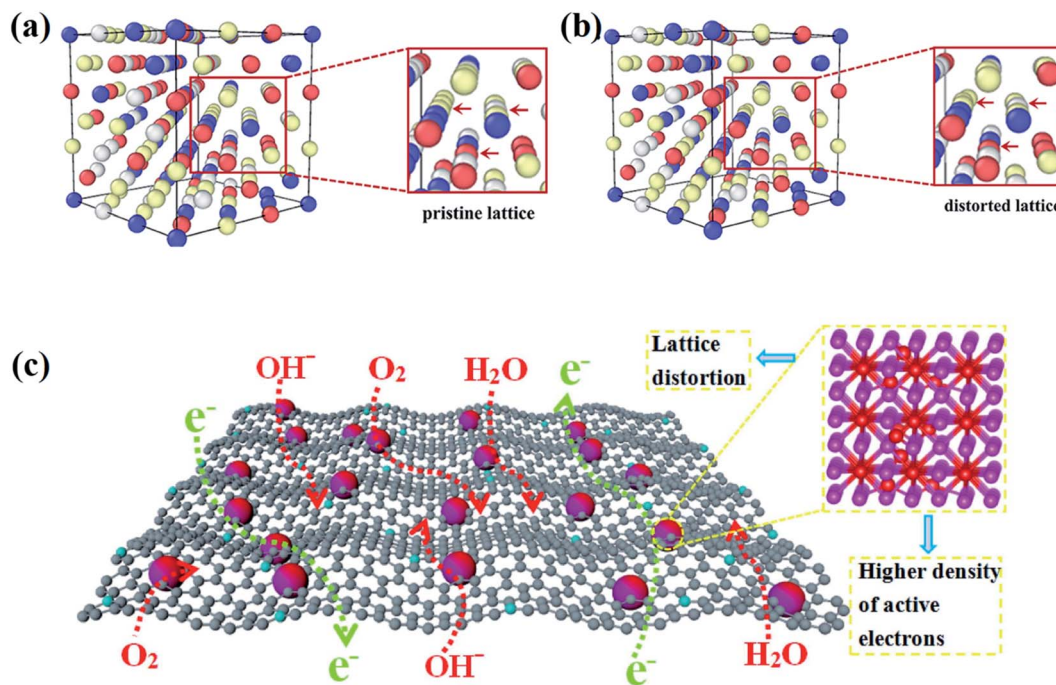 (a)
(b)
pristine lattice
distorted lattice
(c)
OH⁻
O₂
H₂O
e⁻
Lattice
distortion
e⁻
Higher density
of active
electrons
O₂
e⁻
OH⁻
e⁻
H₂O